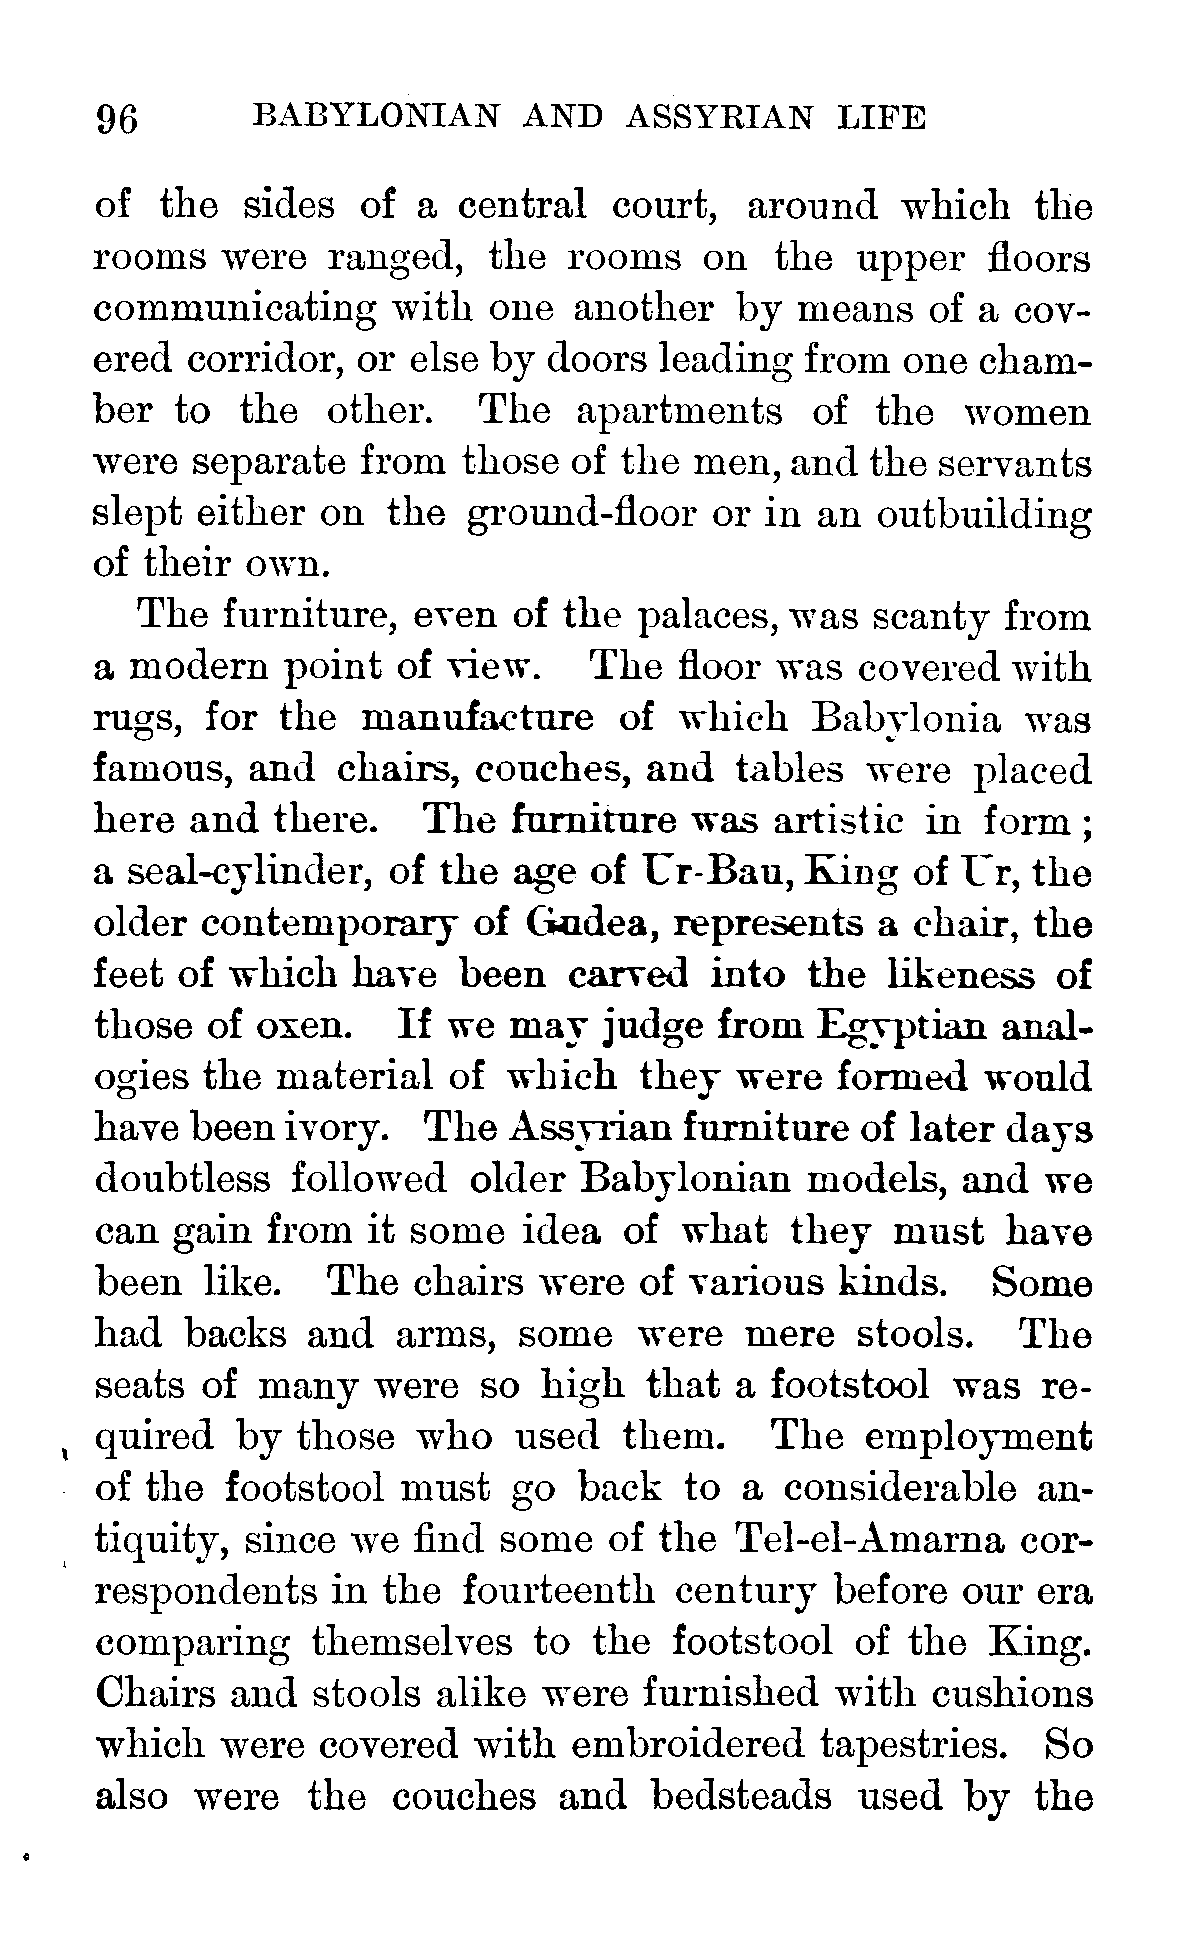 96 BABYLONIAN AND ASSYRIAN LIFE
of the sides of a central court, around which the
rooms were ranged, the rooms on the upper floors
communicating with one another by means of a cov-
ered corridor, or else by doors leading from one cham-
ber to the other. The apartments of the women
were separate from those of the men, and the servants
slept either on the ground-floor or in an outbuilding
of their own.
The furniture, even of the palaces, was scanty from
a modern point of view. The floor was covered with
rugs, for the manufacture of which Babylonia was
famous, and chairs, couches, and tables were placed
here and there. The furniture was artistic in form ;
a seal-cylinder, of the age of Ur-Bau, King of Ur, the
older contemporary of Gudea, represents a chair, the
feet of which have been carved into the likeness of
those of oxen. If we may judge from Egyptian anal-
ogies the material of which they were formed would
have been ivory. The Assyrian furniture of later days
doubtless followed older Babylonian models, and we
can gain from it some idea of what they must have
been like. The chairs were of various kinds. Some
had backs and arms, some were mere stools. The
seats of many were so high that a footstool was re-
quired by those who used them. The employment
of the footstool must go back to a considerable an-
tiquity, since we find some of the Tel-el-Amarna cor-
respondents in the fourteenth century before our era
comparing themselves to the footstool of the King.
Chairs and stools alike were furnished with cushions
which were covered with embroidered tapestries. So
also were the couches and bedsteads used by the